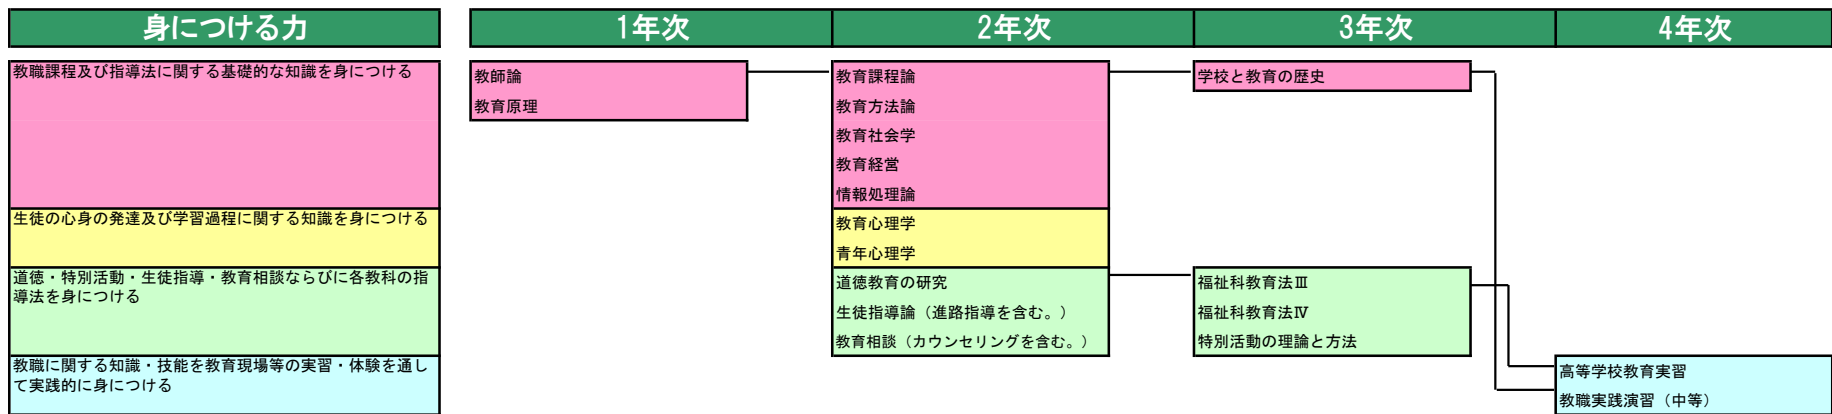 身につける力
1年次
2年次
3年次
4年次
教職課程及び指導法に関する基礎的な知識を身につける
教師論
教育原理
教育課程論
教育方法論
教育社会学
教育経営
情報処理論
学校と教育の歴史
生徒の心身の発達及び学習過程に関する知識を身につける
教育心理学
青年心理学
道徳・特別活動・生徒指導・教育相談ならびに各教科の指
導法を身につける
道徳教育の研究
生徒指導論（進路指導を含む。）
教育相談（カウンセリングを含む。）
福祉科教育法Ⅲ
福祉科教育法Ⅳ
特別活動の理論と方法
教職に関する知識・技能を教育現場等の実習・体験を通し
て実践的に身につける
高等学校教育実習
教職実践演習（中等）